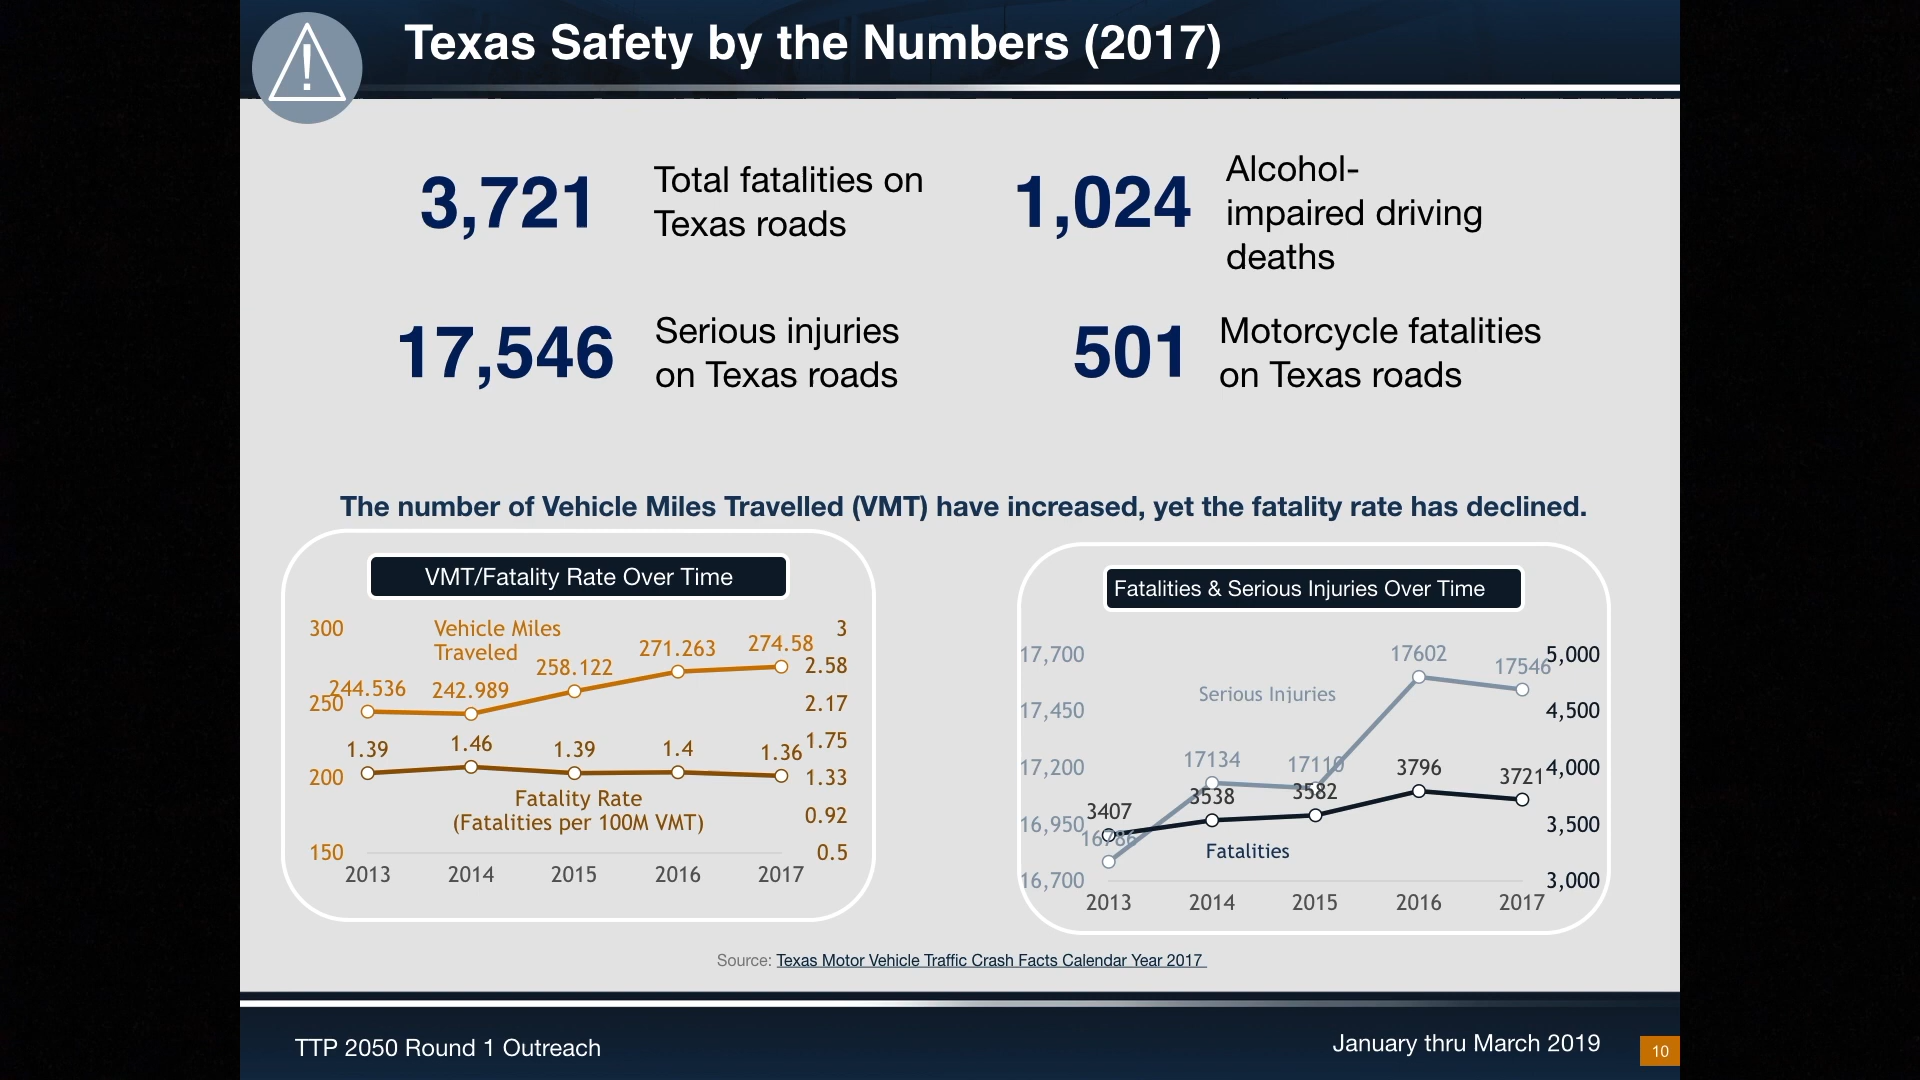 Texas Safety by the Numbers (2017)
3,721
Total fatalities on
Texas roads
1,024
Alcohol-
impaired driving
deaths
17,546
Serious injuries
on Texas roads
501
Motorcycle fatalities
on Texas roads
The number of Vehicle Miles Travelled (VMT) have increased, yet the fatality rate has declined.
VMT/Fatality Rate Over Time
300
250
200
150
Vehicle Miles
Traveled
244.536
242.989
258.122
271.263
274.58
1.39
1.46
1.39
1.4
1.36
Fatality Rate
(Fatalities per 100M VMT)
3
2.58
2.17
1.75
1.33
0.92
0.5
2013
2014
2015
2016
2017
Fatalities & Serious Injuries Over Time
17,700
17,450
17,200
16,950
16,700
Serious Injuries
16786
17134
17110
17602
17546
3407
3538
3582
3796
3721
Fatalities
5,000
4,500
4,000
3,500
3,000
2013
2014
2015
2016
2017
Source: Texas Motor Vehicle Traffic Crash Facts Calendar Year 2017
TTP 2050 Round 1 Outreach
January thru March 2019
10